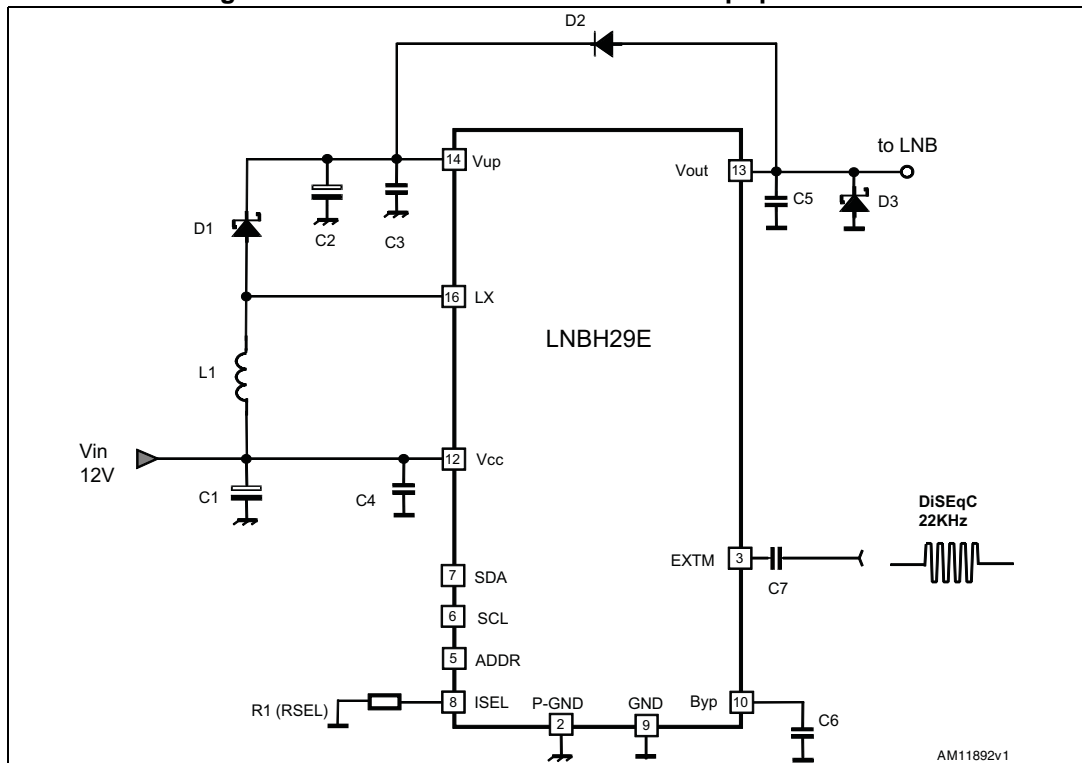 D2
to LNB
14 Vup
Vout 13
C5
D3
D1
C2
C3
16 LX
LNBH29E
L1
Vin
12V
12 Vcc
C1
C4
DiSEqC
22KHz
EXTM 3
C7
7 SDA
6 SCL
5 ADDR
R1 (RSEL)
8 ISEL
P-GND
2
GND
9
Byp 10
C6
AM11892v1